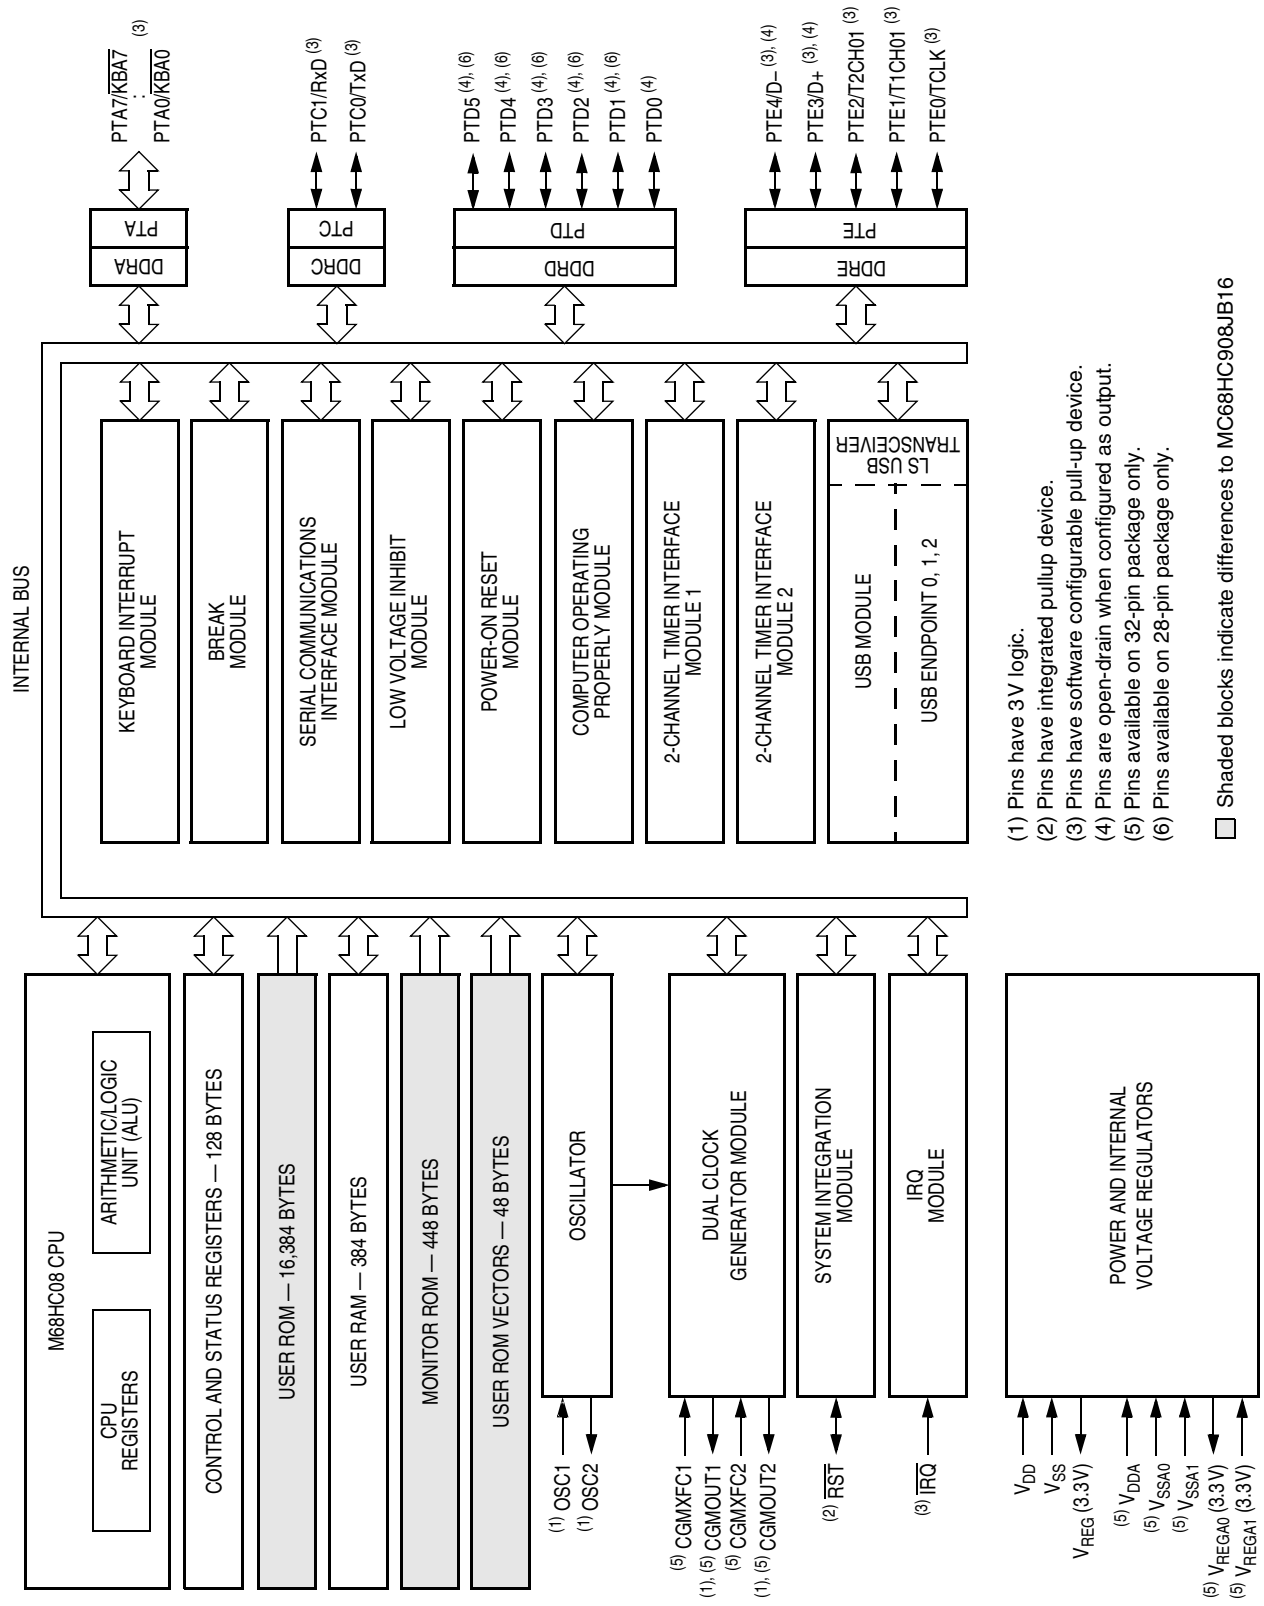 INTERNAL BUS
M68HC08 CPU
CPU
REGISTERS
ARITHMETIC/LOGIC
UNIT (ALU)
CONTROL AND STATUS REGISTERS — 128 BYTES
USER ROM — 16,384 BYTES
USER RAM — 384 BYTES
MONITOR ROM — 448 BYTES
USER ROM VECTORS — 48 BYTES
(1) OSC1
(1) OSC2
OSCILLATOR
(5) CGMXFC1
(1), (5) CGMOUT1
(5) CGMXFC2
(1), (5) CGMOUT2
DUAL CLOCK
GENERATOR MODULE
(2) RST
SYSTEM INTEGRATION
MODULE
(3) IRQ
IRQ
MODULE
VDD
VSS
VREG (3.3 V)
(5) VDDA
(5) VSSA0
(5) VSSA1
(5) VREGA0 (3.3 V)
(5) VREGA1 (3.3 V)
POWER AND INTERNAL
VOLTAGE REGULATORS
KEYBOARD INTERRUPT
MODULE
BREAK
MODULE
SERIAL COMMUNICATIONS
INTERFACE MODULE
LOW VOLTAGE INHIBIT
MODULE
POWER-ON RESET
MODULE
COMPUTER OPERATING
PROPERLY MODULE
2-CHANNEL TIMER INTERFACE
MODULE 1
2-CHANNEL TIMER INTERFACE
MODULE 2
USB MODULE
USB ENDPOINT 0, 1, 2
LS USB
TRANSCEIVER
DDRA
PTA
PTA7/KBA7
:
PTA0/KBA0
(3)
DDRC
PTC
PTC1/RxD (3)
PTC0/TxD (3)
DDRD
PTD
PTD5 (4), (6)
PTD4 (4), (6)
PTD3 (4), (6)
PTD2 (4), (6)
PTD1 (4), (6)
PTD0 (4)
DDRE
PTE
PTE4/D– (3), (4)
PTE3/D+ (3), (4)
PTE2/T2CH01 (3)
PTE1/T1CH01 (3)
PTE0/TCLK (3)
(1) Pins have 3 V logic.
(2) Pins have integrated pullup device.
(3) Pins have software configurable pull-up device.
(4) Pins are open-drain when configured as output.
(5) Pins available on 32-pin package only.
(6) Pins available on 28-pin package only.
Shaded blocks indicate differences to MC68HC908JB16